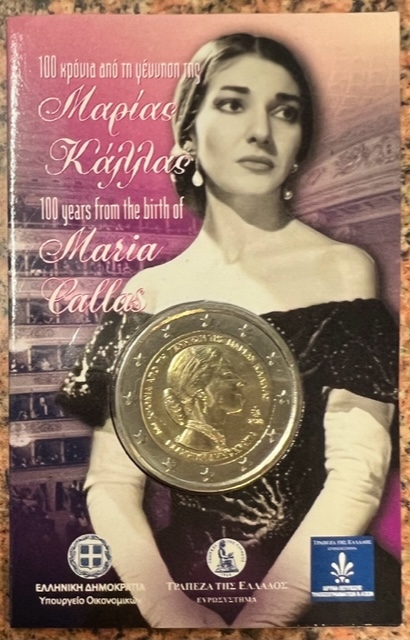 100 χρόνια από τη γέννηση της
Μαρίας
Κάλλας
100 years from the birth of
Maria
Callas
ΕΛΛΗΝΙΚΗ ΔΗΜΟΚΡΑΤΙΑ
Υπουργείο Οικονομικών
ΤΡΑΠΕΖΑ ΤΗΣ ΕΛΛΑΔΟΣ
ΕΥΡΩΣΥΣΤΗΜΑ
ΤΡΑΠΕΖΑ ΤΗΣ ΕΛΛΑΔΟΣ